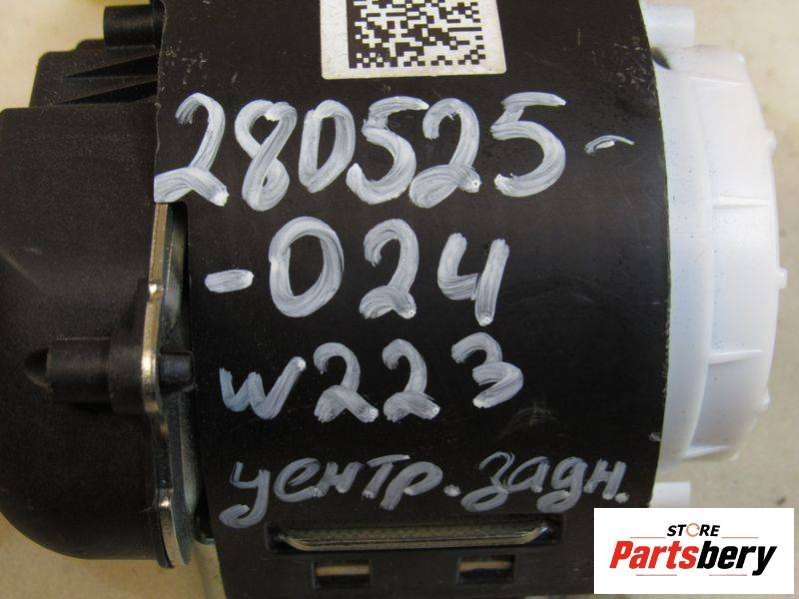 280525-
-024
W223
центр. задн.
STORE
Partsbery